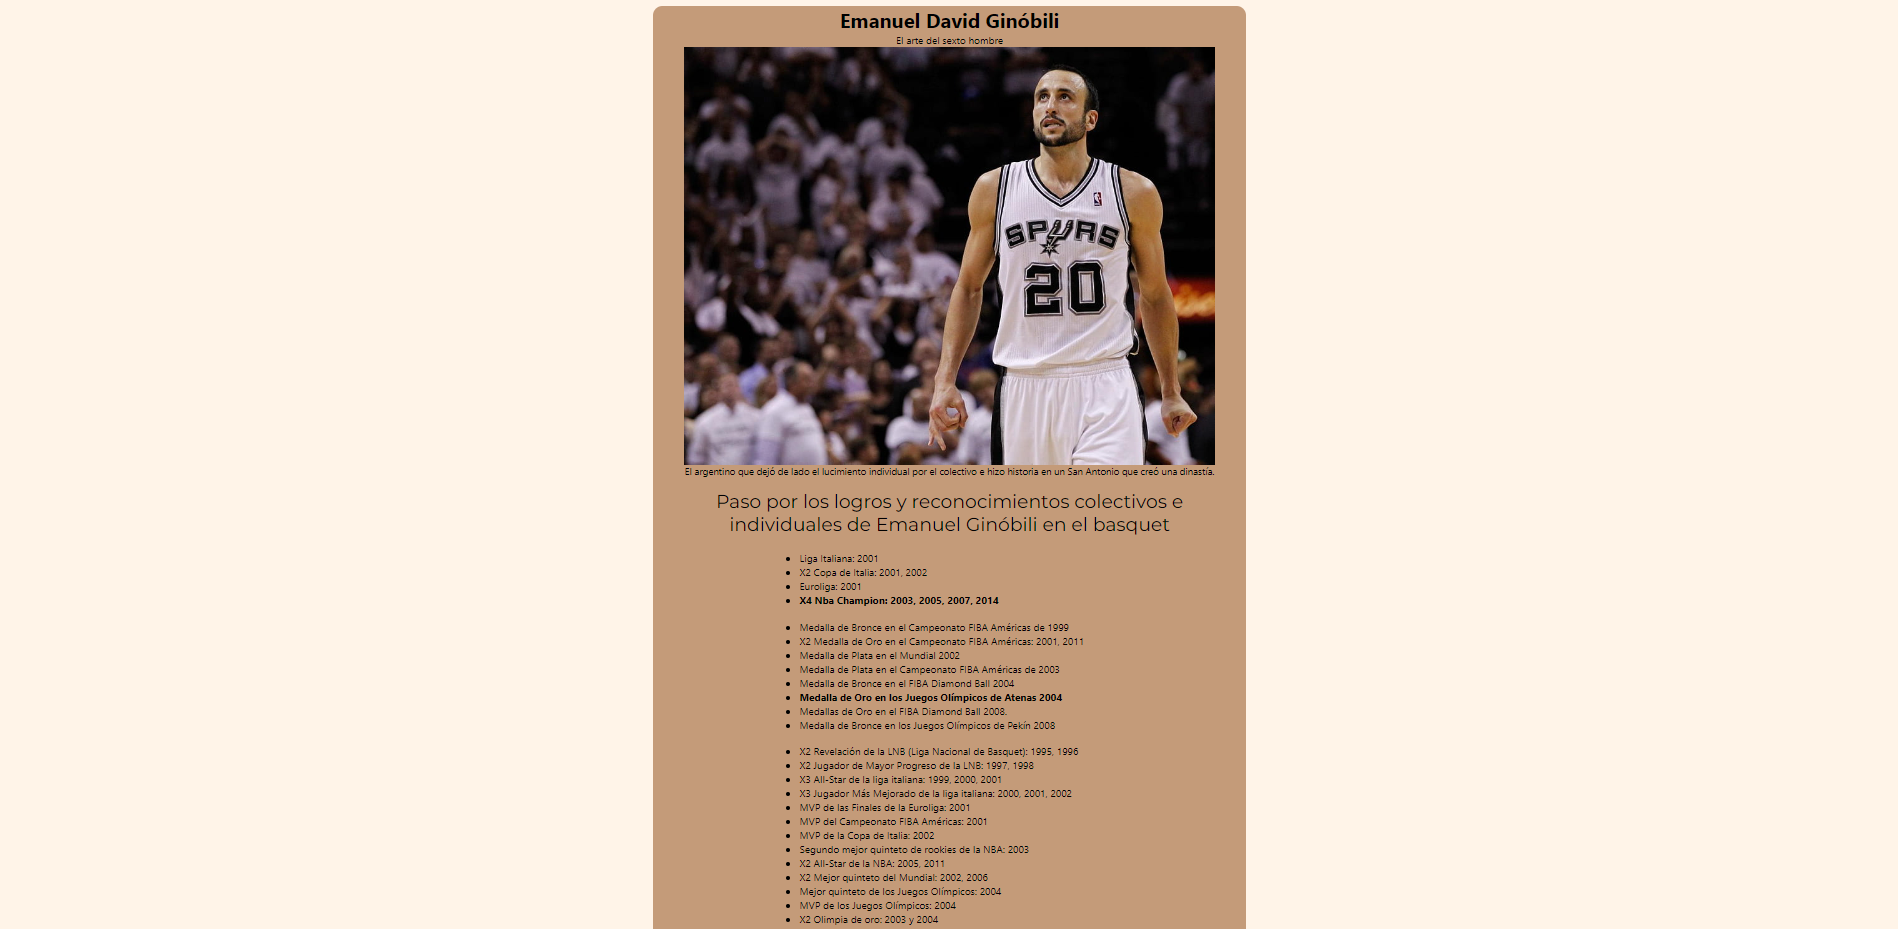 Emanuel David Ginóbili
El arte del sexto hombre
SPURS
20
El argentino que dejó de lado el lucimiento individual por el colectivo e hizo historia en un San Antonio que creó una dinastía.
Paso por los logros y reconocimientos colectivos e
individuales de Emanuel Ginóbili en el basquet
Liga Italiana: 2001
X2 Copa de Italia: 2001, 2002
Euroliga: 2001
X4 Nba Champion: 2003, 2005, 2007, 2014
Medalla de Bronce en el Campeonato FIBA Américas de 1999
X2 Medalla de Oro en el Campeonato FIBA Américas: 2001, 2011
Medalla de Plata en el Mundial 2002
Medalla de Plata en el Campeonato FIBA Américas de 2003
Medalla de Bronce en el FIBA Diamond Ball 2004
Medalla de Oro en los Juegos Olímpicos de Atenas 2004
Medallas de Oro en el FIBA Diamond Ball 2008.
Medalla de Bronce en los Juegos Olímpicos de Pekín 2008
X2 Revelación de la LNB (Liga Nacional de Basquet): 1995, 1996
X2 Jugador de Mayor Progreso de la LNB: 1997, 1998
X3 All-Star de la liga italiana: 1999, 2000, 2001
X3 Jugador Más Mejorado de la liga italiana: 2000, 2001, 2002
MVP de las Finales de la Euroliga: 2001
MVP del Campeonato FIBA Américas: 2001
MVP de la Copa de Italia: 2002
Segundo mejor quinteto de rookies de la NBA: 2003
X2 All-Star de la NBA: 2005, 2011
X2 Mejor quinteto del Mundial: 2002, 2006
Mejor quinteto de los Juegos Olímpicos: 2004
MVP de los Juegos Olímpicos: 2004
X2 Olimpia de oro: 2003 y 2004